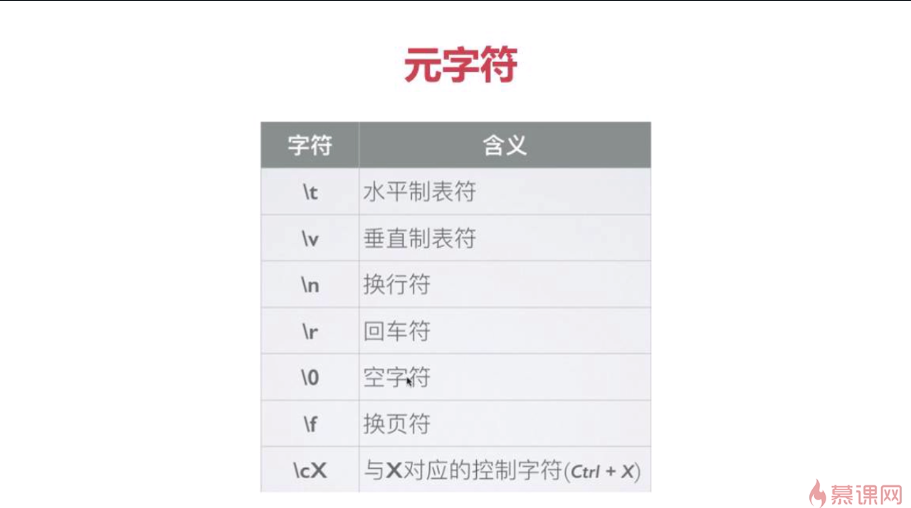 元字符
字符 含义
\t 水平制表符
\v 垂直制表符
\n 换行符
\r 回车符
\0 空字符
\f 换页符
\cX 与X对应的控制字符(Ctrl + X)
慕课网